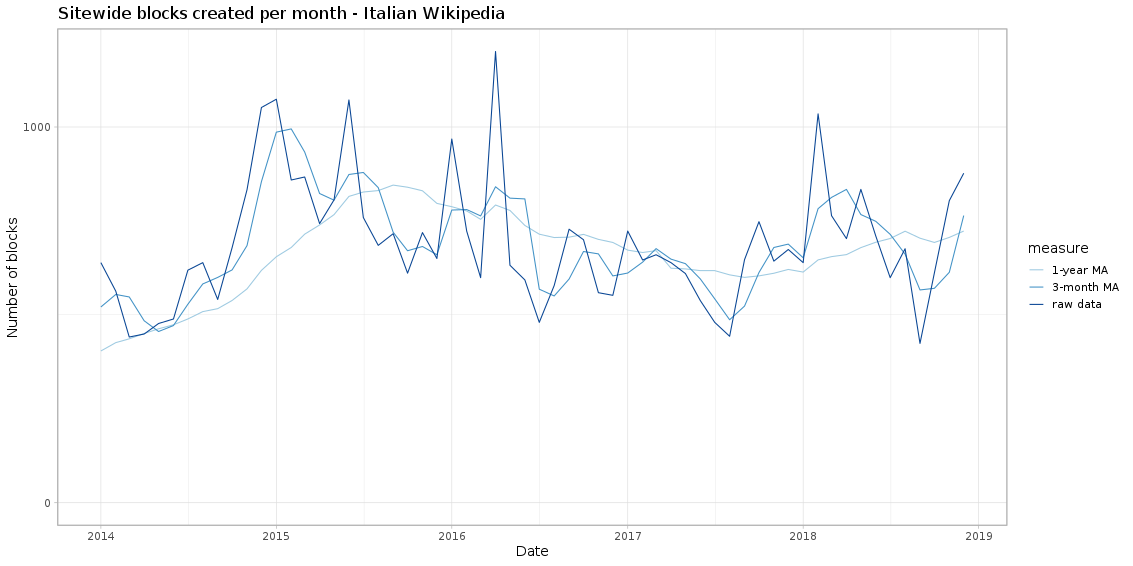 Sitewide blocks created per month - Italian Wikipedia
Number of blocks
1000
0
2014
2015
2016
2017
2018
2019
Date
measure
1-year MA
3-month MA
raw data